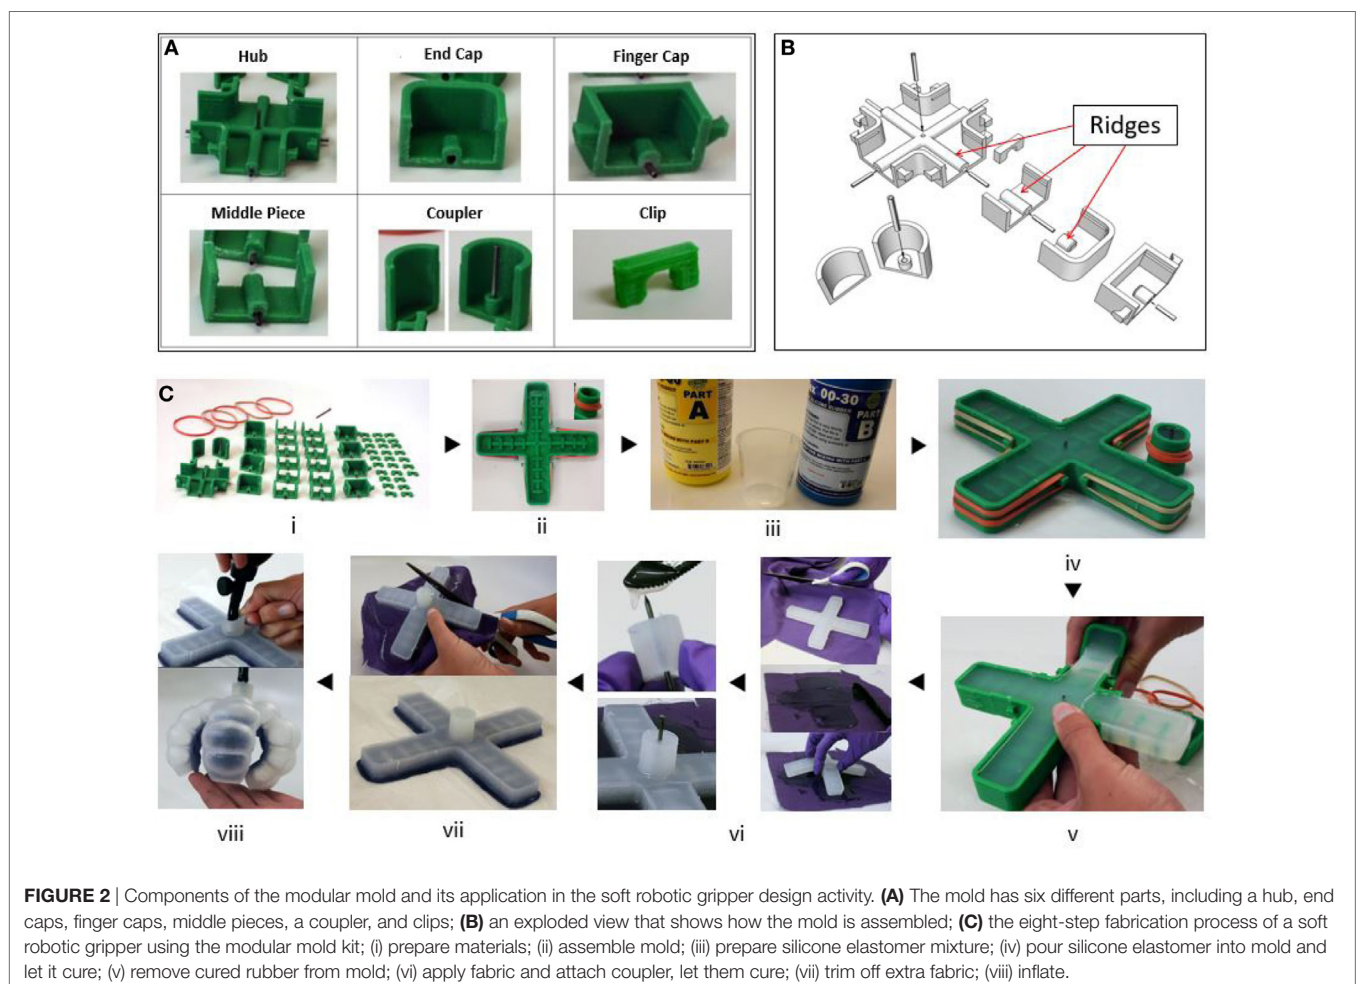 A
Hub
End Cap
Finger Cap
Middle Piece
Coupler
Clip
B
Ridges
C
i
ii
PART
A
iii
00-30
PART
B
iv
v
vi
vii
viii
FIGURE 2 | Components of the modular mold and its application in the soft robotic gripper design activity. (A) The mold has six different parts, including a hub, end
caps, finger caps, middle pieces, a coupler, and clips; (B) an exploded view that shows how the mold is assembled; (C) the eight-step fabrication process of a soft
robotic gripper using the modular mold kit; (i) prepare materials; (ii) assemble mold; (iii) prepare silicone elastomer mixture; (iv) pour silicone elastomer into mold and
let it cure; (v) remove cured rubber from mold; (vi) apply fabric and attach coupler, let them cure; (vii) trim off extra fabric; (viii) inflate.